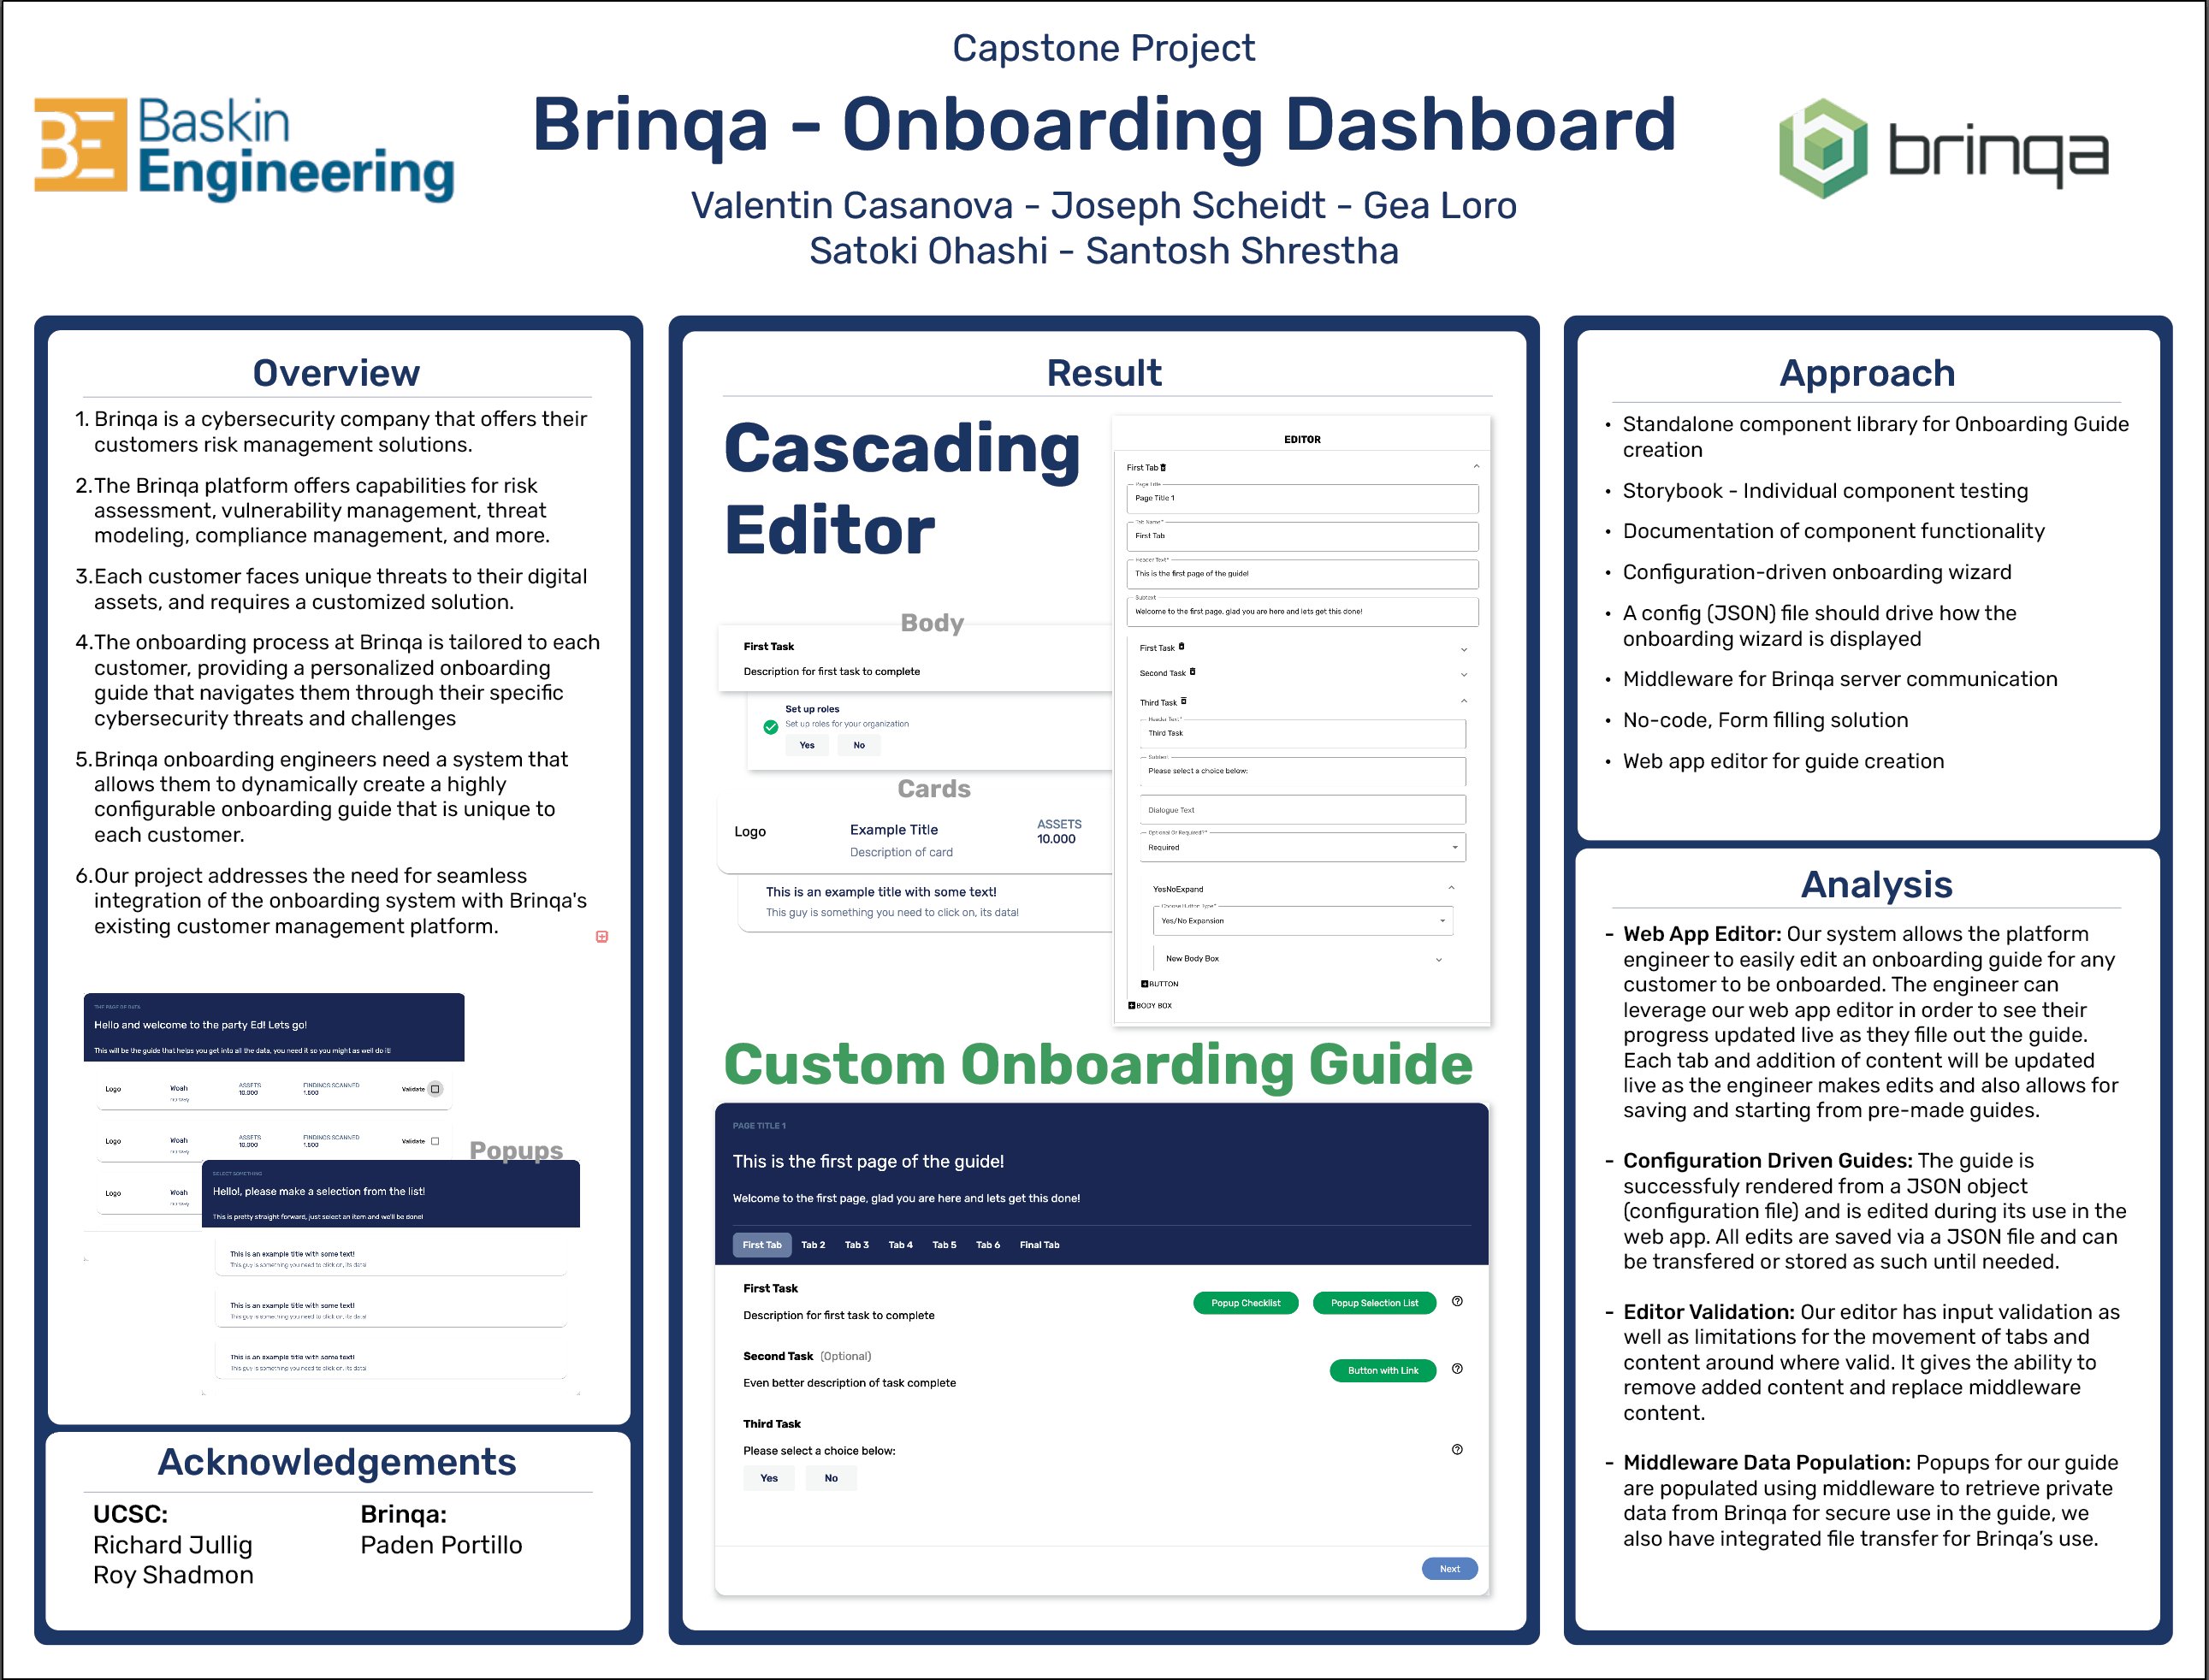 Capstone Project
Brinqa - Onboarding Dashboard
Valentin Casanova - Joseph Scheidt - Gea Loro
Satoki Ohashi - Santosh Shrestha
BE Baskin
Engineering
brinqa
Overview
1. Brinqa is a cybersecurity company that offers their
customers risk management solutions.
2.The Brinqa platform offers capabilities for risk
assessment, vulnerability management, threat
modeling, compliance management, and more.
3.Each customer faces unique threats to their digital
assets, and requires a customized solution.
4.The onboarding process at Brinqa is tailored to each
customer, providing a personalized onboarding
guide that navigates them through their specific
cybersecurity threats and challenges
5.Brinqa onboarding engineers need a system that
allows them to dynamically create a highly
configurable onboarding guide that is unique to
each customer.
6.Our project addresses the need for seamless
integration of the onboarding system with Brinqa's
existing customer management platform.
THE PAGE OF DATA
Hello and welcome to the party Ed! Lets go!
This will be the guide that helps you get into all the data, you need it so you might as well do it!
Logo Woah ASSETS FINDINGS SCANNED Validate
no way 10.000 1.500
Logo Woah ASSETS FINDINGS SCANNED Validate
no way 10.000 1.500
Logo Woah
Popups
SELECT SOMETHING
Hello!, please make a selection from the list!
This is pretty straight forward, just select an item and we'll be done!
This is an example title with some text!
This guy is something you need to click on, its data!
This is an example title with some text!
This guy is something you need to click on, its data!
This is an example title with some text!
This guy is something you need to click on, its data!
Acknowledgements
UCSC:
Richard Jullig
Roy Shadmon
Brinqa:
Paden Portillo
Result
Cascading
Editor
Body
First Task
Description for first task to complete
Set up roles
Set up roles for your organization
Yes No
Cards
Logo Example Title ASSETS
Description of card 10.000
This is an example title with some text!
This guy is something you need to click on, its data!
EDITOR
First Tab
Page Title
Page Title 1
Tab Name*
First Tab
Header Text*
This is the first page of the guide!
Subtext
Welcome to the first page, glad you are here and lets get this done!
First Task
Second Task
Third Task
Header Text*
Third Task
Subtext
Please select a choice below:
Dialogue Text
Optional Or Required?*
Required
YesNoExpand
Choose Button Type*
Yes/No Expansion
New Body Box
BUTTON
BODY BOX
Custom Onboarding Guide
PAGE TITLE 1
This is the first page of the guide!
Welcome to the first page, glad you are here and lets get this done!
First Tab Tab 2 Tab 3 Tab 4 Tab 5 Tab 6 Final Tab
First Task
Description for first task to complete
Popup Checklist Popup Selection List
Second Task (Optional)
Even better description of task complete
Button with Link
Third Task
Please select a choice below:
Yes No
Next
Approach
• Standalone component library for Onboarding Guide
creation
• Storybook - Individual component testing
• Documentation of component functionality
• Configuration-driven onboarding wizard
• A config (JSON) file should drive how the
onboarding wizard is displayed
• Middleware for Brinqa server communication
• No-code, Form filling solution
• Web app editor for guide creation
Analysis
- Web App Editor: Our system allows the platform
engineer to easily edit an onboarding guide for any
customer to be onboarded. The engineer can
leverage our web app editor in order to see their
progress updated live as they fille out the guide.
Each tab and addition of content will be updated
live as the engineer makes edits and also allows for
saving and starting from pre-made guides.
- Configuration Driven Guides: The guide is
successfuly rendered from a JSON object
(configuration file) and is edited during its use in the
web app. All edits are saved via a JSON file and can
be transfered or stored as such until needed.
- Editor Validation: Our editor has input validation as
well as limitations for the movement of tabs and
content around where valid. It gives the ability to
remove added content and replace middleware
content.
- Middleware Data Population: Popups for our guide
are populated using middleware to retrieve private
data from Brinqa for secure use in the guide, we
also have integrated file transfer for Brinqa's use.